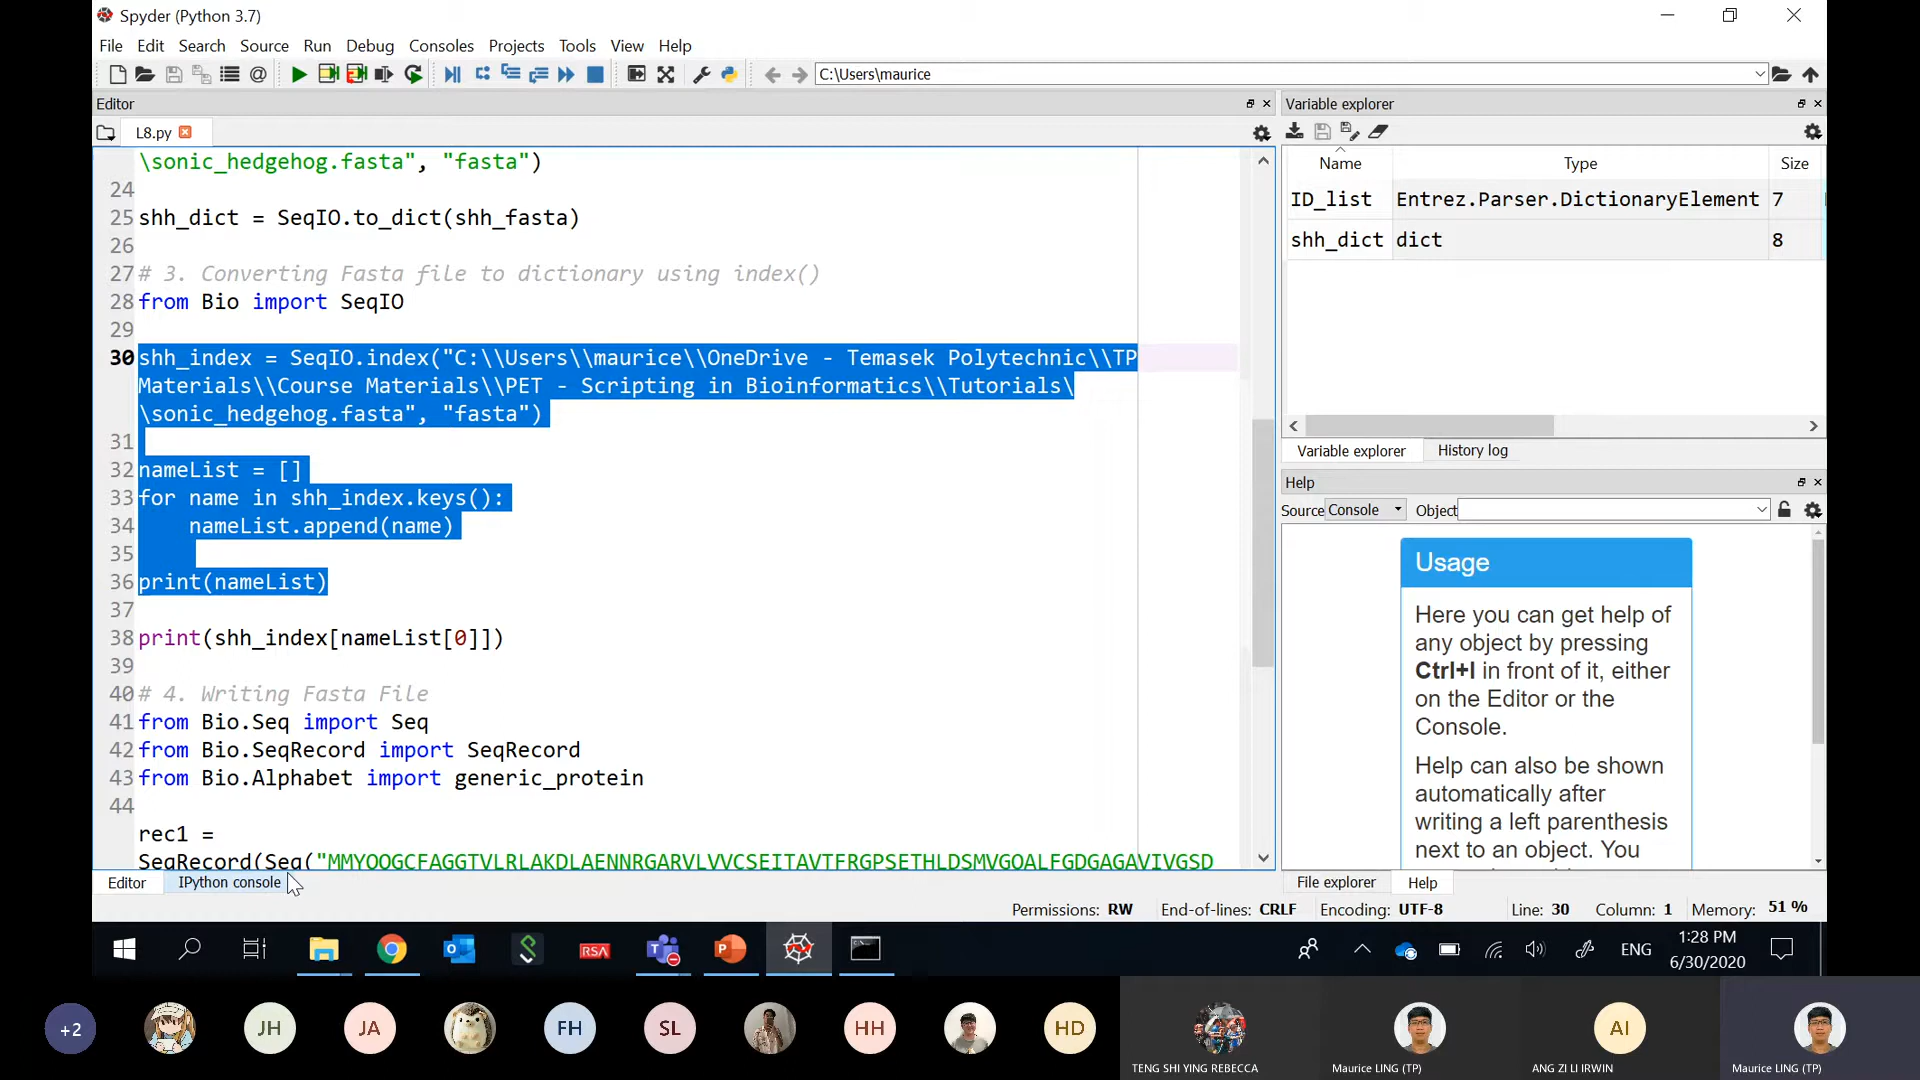 Spyder (Python 3.7)
File Edit Search Source Run Debug Consoles Projects Tools View Help
C:\Users\maurice
Editor
L8.py
\sonic_hedgehog.fasta", "fasta")
24
25 shh_dict = SeqIO.to_dict(shh_fasta)
26
27 # 3. Converting Fasta file to dictionary using index()
28 from Bio import SeqIO
29
30 shh_index = SeqIO.index("C:\\Users\\maurice\\OneDrive - Temasek Polytechnic\\TP
Materials\\Course Materials\\PET - Scripting in Bioinformatics\\Tutorials\
\sonic_hedgehog.fasta", "fasta")
31
32 nameList = []
33 for name in shh_index.keys():
34 nameList.append(name)
35
36 print(nameList)
37
38 print(shh_index[nameList[0]])
39
40 # 4. Writing Fasta File
41 from Bio.Seq import Seq
42 from Bio.SeqRecord import SeqRecord
43 from Bio.Alphabet import generic_protein
44
rec1 =
SeqRecord(Seq("MMYQQGCFAGGTVLRLAKDLAENNRGARVLVVCSEITAVTFRGPSETHLDSMVGQALFGDGAGAVIVGSD
Editor IPython console
Variable explorer
Name Type Size
ID_list Entrez.Parser.DictionaryElement 7
shh_dict dict 8
Variable explorer History log
Help
Source Console Object
Usage
Here you can get help of
any object by pressing
Ctrl+I in front of it, either
on the Editor or the
Console.
Help can also be shown
automatically after
writing a left parenthesis
next to an object. You
File explorer Help
Permissions: RW End-of-lines: CRLF Encoding: UTF-8 Line: 30 Column: 1 Memory: 51 %
RSA
ENG
1:28 PM
6/30/2020
+2 JH JA FH SL HH HD AI
TENG SHI YING REBECCA Maurice LING (TP) ANG ZI LI IRWIN Maurice LING (TP)